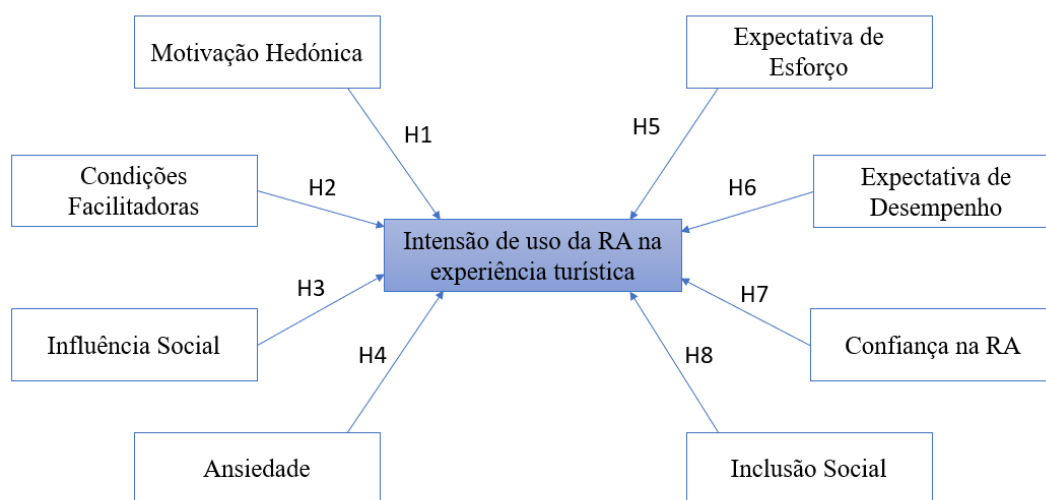 Motivação Hedónica
Expectativa de
Esforço
H1
H5
Condições
Facilitadoras
H2
H6
Expectativa de
Desempenho
Intensão de uso da RA na
experiência turística
Influência Social
H3
H7
Confiança na RA
H4
H8
Ansiedade
Inclusão Social